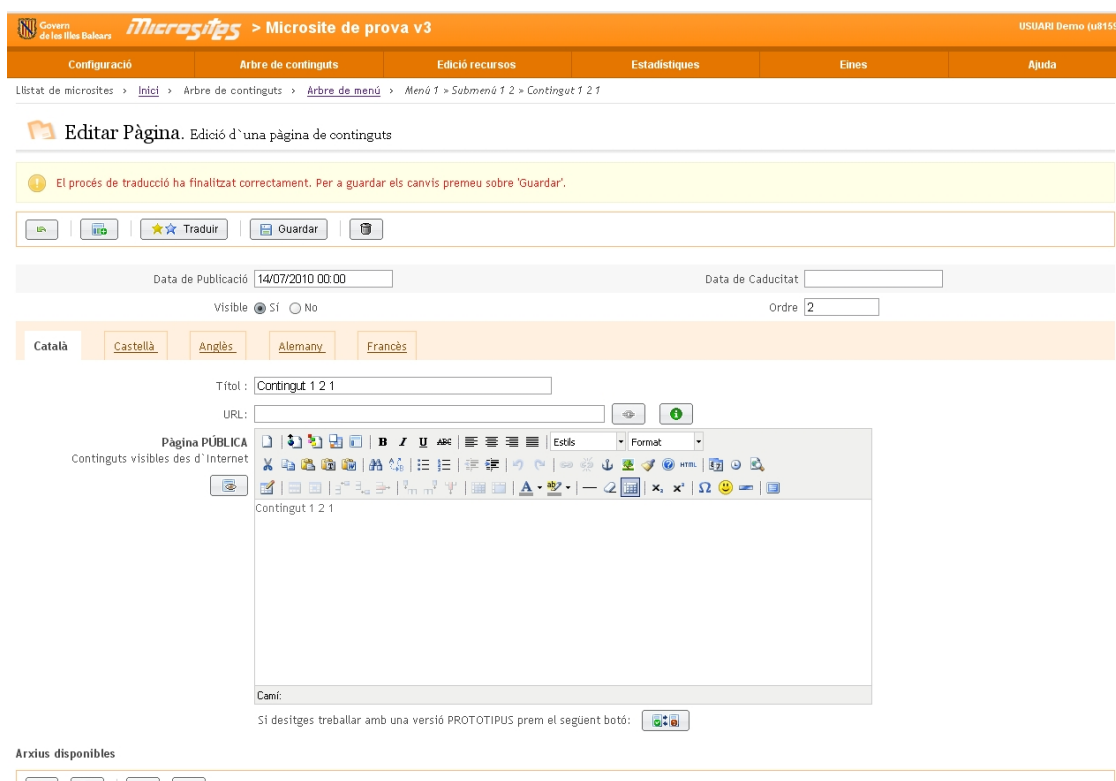 Govern de les Illes Balears Microsites > Microsite de prova v3 USUARI Demo (u8159
Configuració Arbre de continguts Edició recursos Estadístiques Eines Ajuda
Llistat de microsites > Inici > Arbre de continguts > Arbre de menú > Menú 1 » Submenú 1 2 » Contingut 1 2 1
Editar Pàgina. Edició d`una pàgina de continguts
El procés de traducció ha finalitzat correctament. Per a guardar els canvis premeu sobre 'Guardar'.
Traduir Guardar
Data de Publicació 14/07/2010 00:00 Data de Caducitat
Visible Sí No Ordre 2
Català Castellà Anglès Alemany Francès
Títol : Contingut 1 2 1
URL:
Pàgina PÚBLICA
Continguts visibles des d`Internet
B I U ABC Estils Format
HTML
Contingut 1 2 1
Camí:
Si desitges treballar amb una versió PROTOTIPUS prem el següent botó:
Arxius disponibles